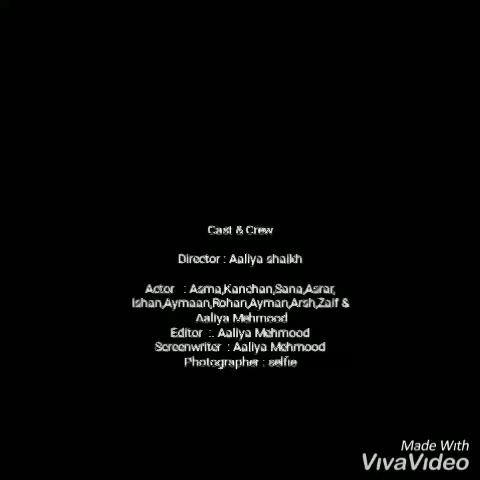 Cast & Crew
Director : Aaliya shaikh
Actor : Asma,Kanchan,Sana,Asrar,
Ishan,Aymaan,Rohan,Ayman,Arsh,Zaif &
Aaliya Mehmood
Editor :. Aaliya Mehmood
Screenwriter : Aaliya Mehmood
Photographer : selfie
Made With
VivaVideo